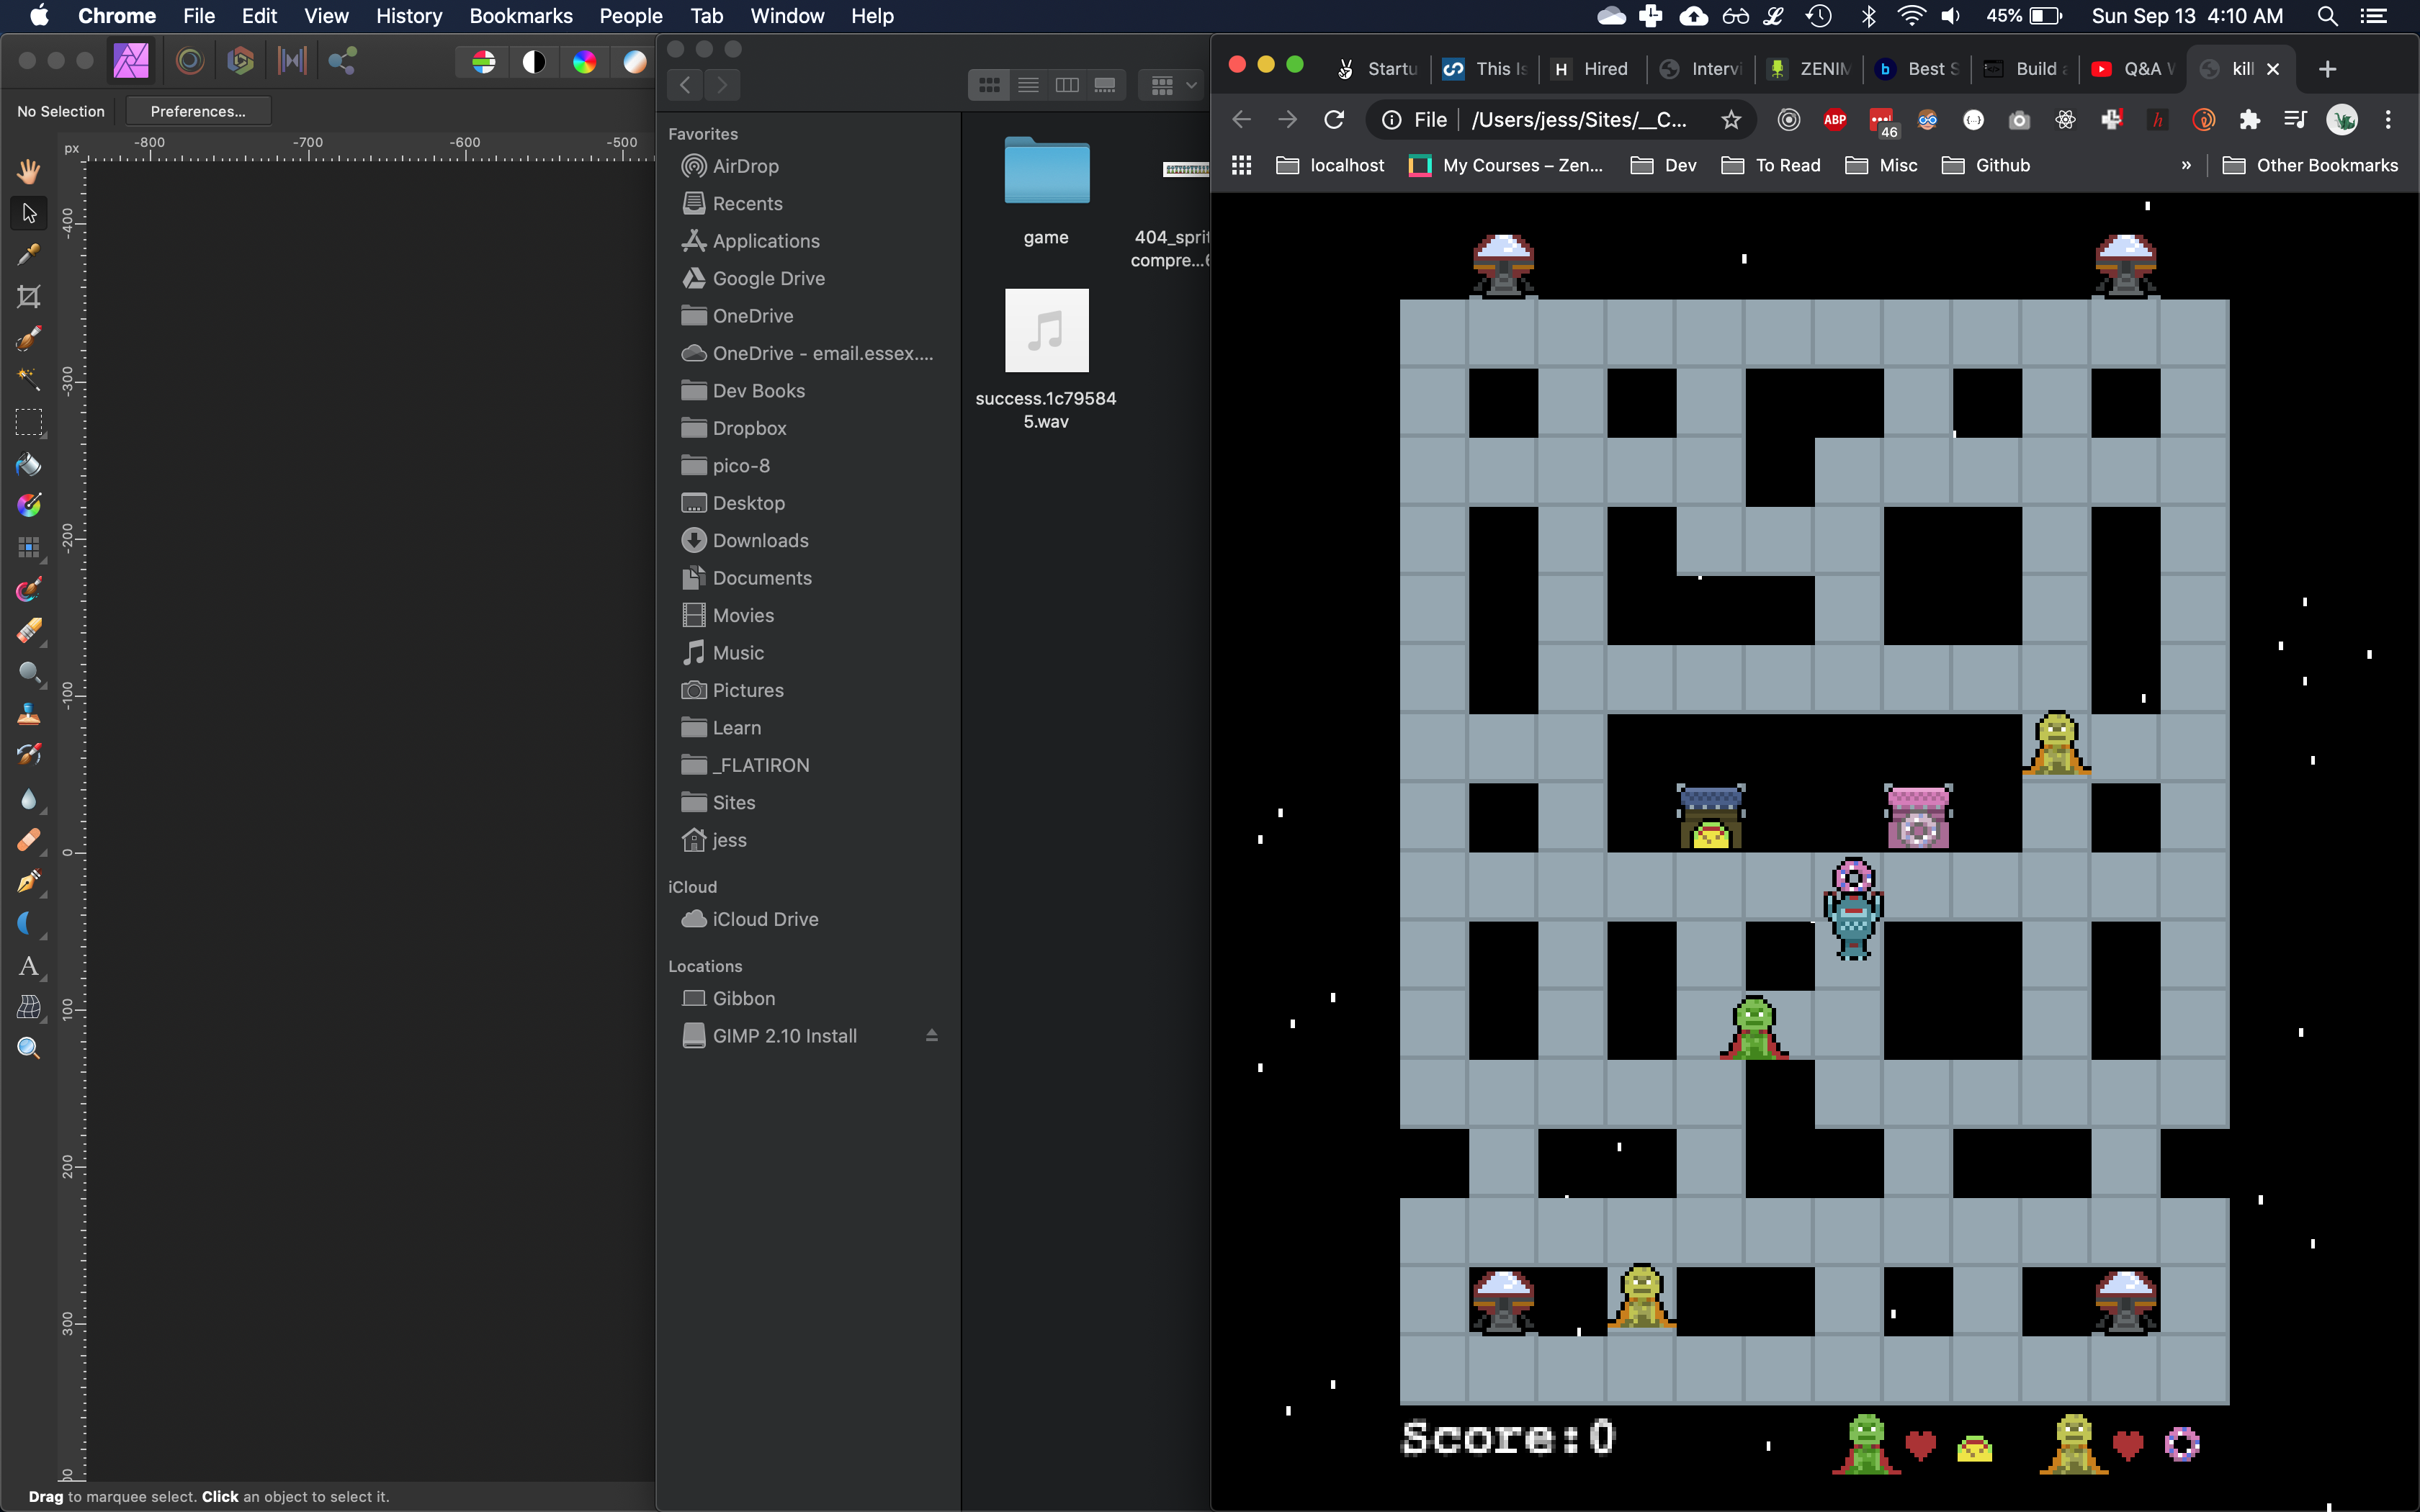 Chrome File Edit View History Bookmarks People Tab Window Help
45% Sun Sep 13 4:10 AM
No Selection Preferences...
px -800 -700 -600 -500
-400
-300
-200
-100
0
100
200
300
Drag to marquee select. Click an object to select it.
Favorites
AirDrop
Recents
Applications
Google Drive
OneDrive
OneDrive - email.essex....
Dev Books
Dropbox
pico-8
Desktop
Downloads
Documents
Movies
Music
Pictures
Learn
_FLATIRON
Sites
jess
iCloud
iCloud Drive
Locations
Gibbon
GIMP 2.10 Install
game
404_sprit
compre...6
success.1c79584
5.wav
Startu This Is H Hired Intervi ZENIM b Best S Build a Q&A W kill
File /Users/jess/Sites/__C... ABP 46 h
localhost My Courses – Zen... Dev To Read Misc Github » Other Bookmarks
Score:0